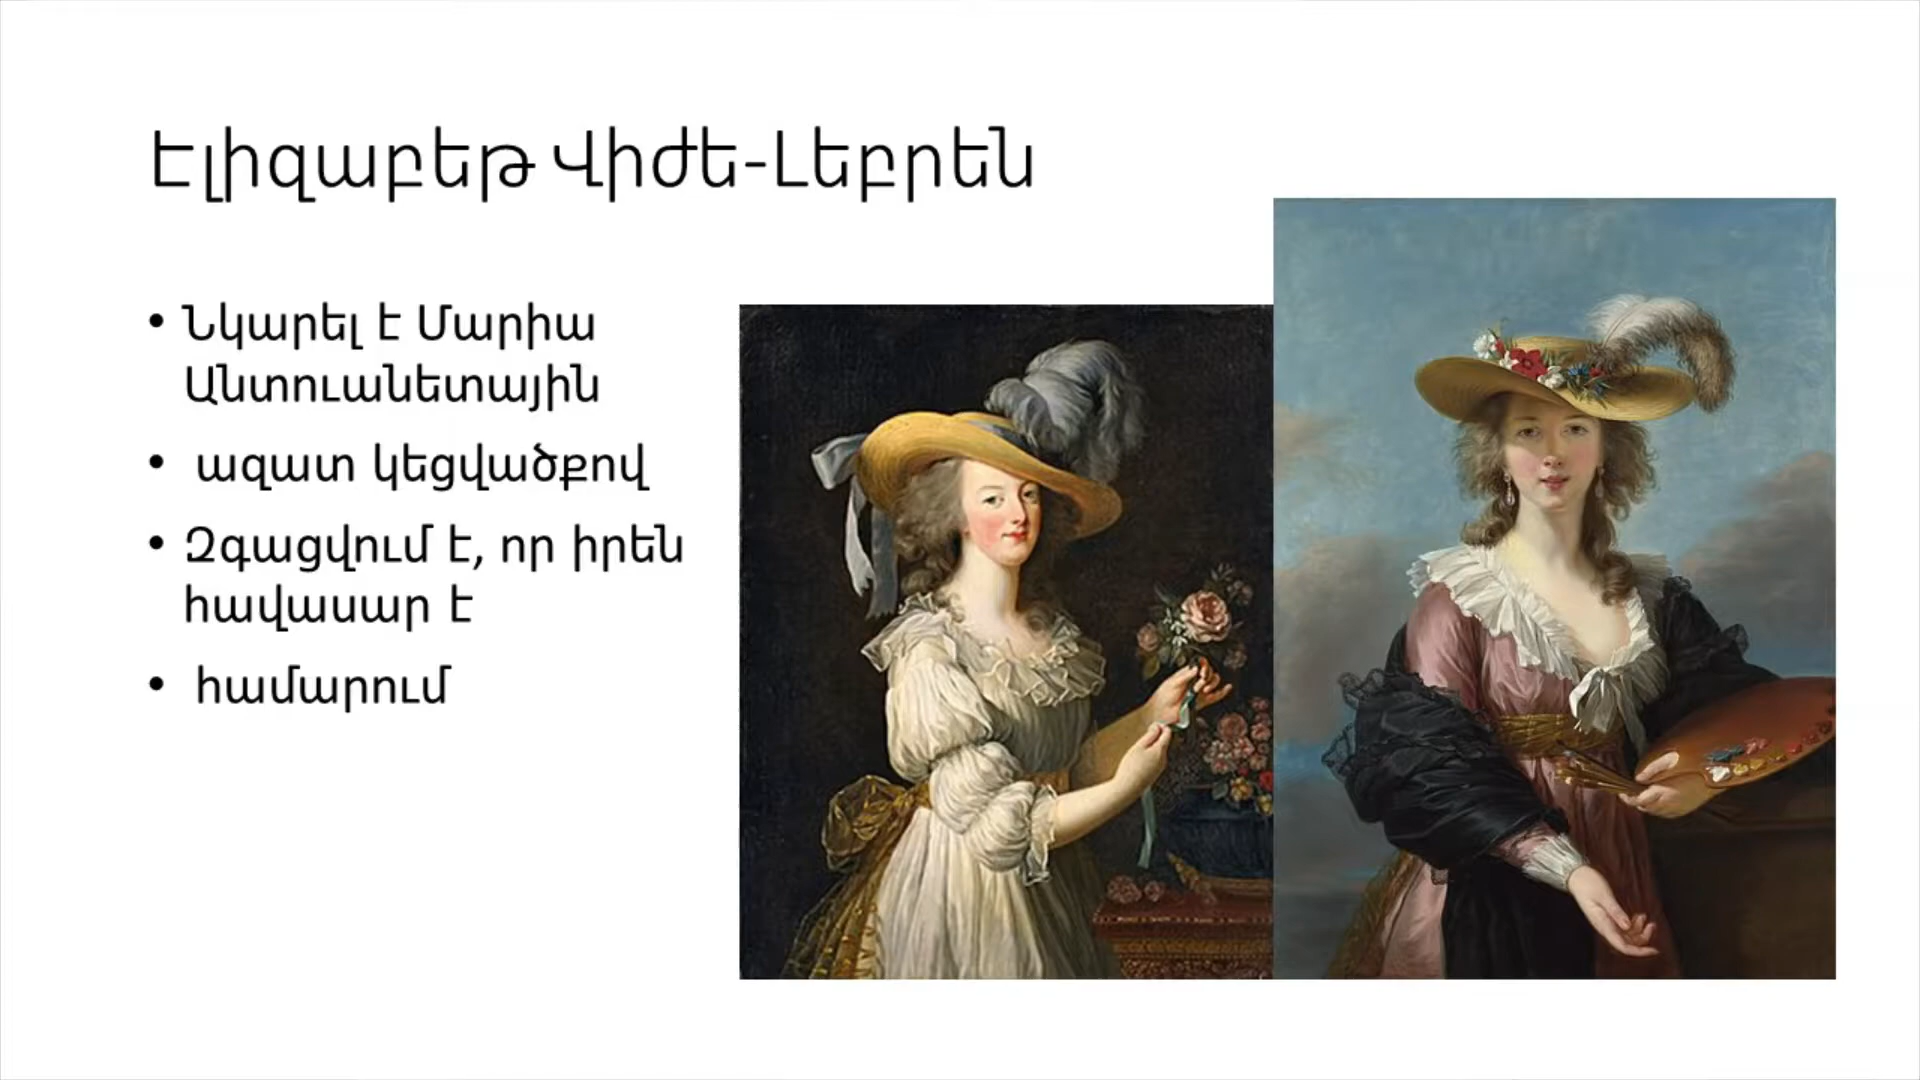 Էլիզաբեթ Վիժե-Լեբրեն
• Նկարել է Մարիա
Անտուանետային
• ազատ կեցվածքով
• Զգացվում է, որ իրեն
հավասար է
• համարում